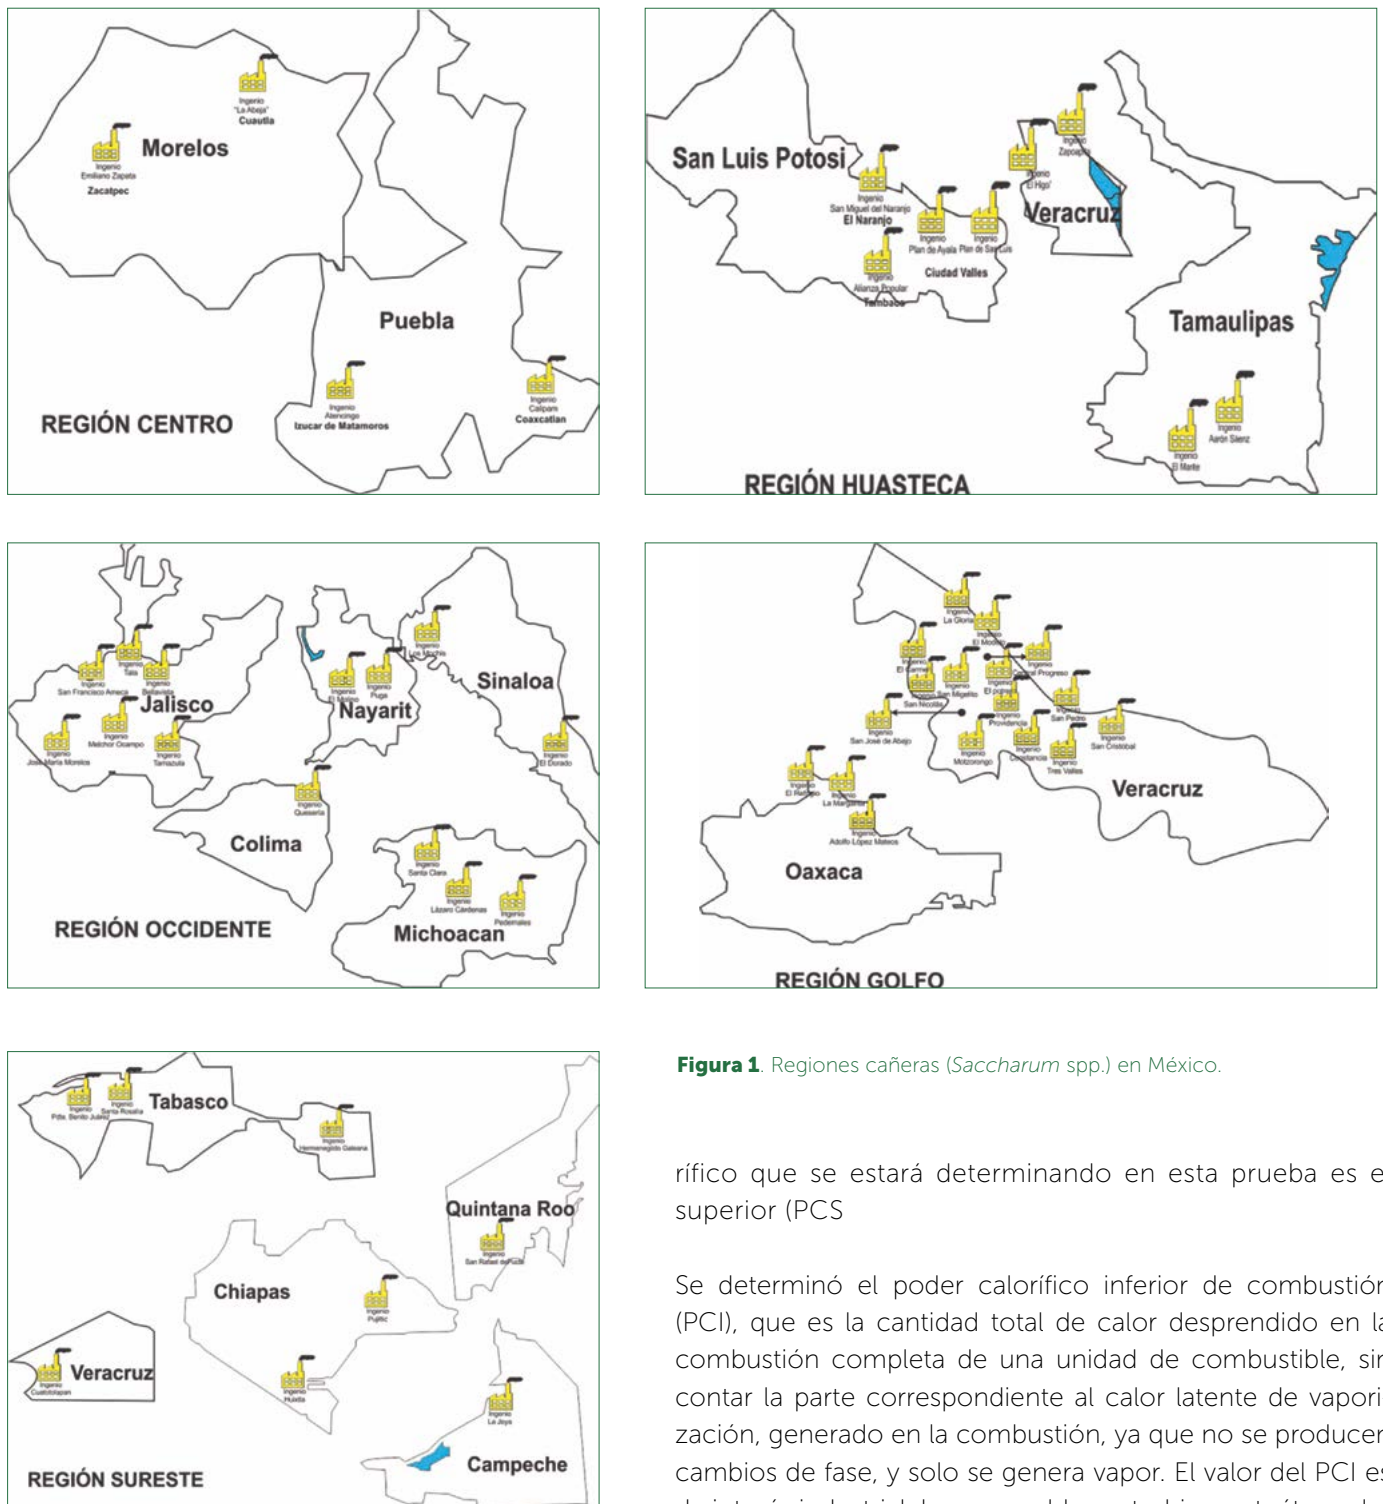 Ingenio
"La Abeja"
Cuautla
Morelos
Ingenio
Emiliano Zapata
Zacatpec
Puebla
Ingenio
Atencingo
Izucar de Matamoros
Ingenio
Calipam
Coaxcatlan
REGIÓN CENTRO
San Luis Potosi
Ingenio
San Miguel del Naranjo
El Naranjo
Ingenio
Plan de Ayala
Ingenio
Plan de San Luis
Ciudad Valles
Ingenio
Alianza Popular
Tambaca
Ingenio
El Higo"
Ingenio
Zapoapita
Veracruz
Tamaulipas
Ingenio
Aarón Sáenz
Ingenio
El Mante
REGIÓN HUASTECA
Ingenio
Tala
Ingenio
San Francisco Ameca
Ingenio
Bellavista
Jalisco
Ingenio
Melchor Ocampo
Ingenio
José María Morelos
Ingenio
Tamazula
Ingenio
El Molino
Ingenio
Puga
Nayarit
Ingenio
Los Mochis
Sinaloa
Ingenio
El Dorado
Ingenio
Quesería
Colima
Ingenio
Santa Clara
Ingenio
Lázaro Cárdenas
Ingenio
Pedernales
Michoacan
REGIÓN OCCIDENTE
Ingenio
La Gloria
Ingenio
El Modelo
Ingenio
El Carmen
Ingenio
Central Progreso
Ingenio
San Miguelito
Ingenio
El potrero
Ingenio
San Nicolás
Ingenio
Providencia
Ingenio
San Pedro
Ingenio
San José de Abajo
Ingenio
Motzorongo
Ingenio
Constancia
Ingenio
Tres Valles
Ingenio
San Cristóbal
Ingenio
El Refugio
Ingenio
La Margarita
Ingenio
Adolfo López Mateos
Veracruz
Oaxaca
REGIÓN GOLFO
Ingenio
Pdte. Benito Juárez
Ingenio
Santa Rosalía
Tabasco
Ingenio
Hermenegildo Galeana
Quintana Roo
Ingenio
San Rafael de Pucté
Chiapas
Ingenio
Pujiltic
Ingenio
Huixtla
Veracruz
Ingenio
Cuatotolapan
Ingenio
La Joya
Campeche
REGIÓN SURESTE
Figura 1. Regiones cañeras (Saccharum spp.) en México.
rífico que se estará determinando en esta prueba es e
superior (PCS
Se determinó el poder calorífico inferior de combustión
(PCI), que es la cantidad total de calor desprendido en la
combustión completa de una unidad de combustible, sin
contar la parte correspondiente al calor latente de vapori
zación, generado en la combustión, ya que no se producen
cambios de fase, y solo se genera vapor. El valor del PCI es